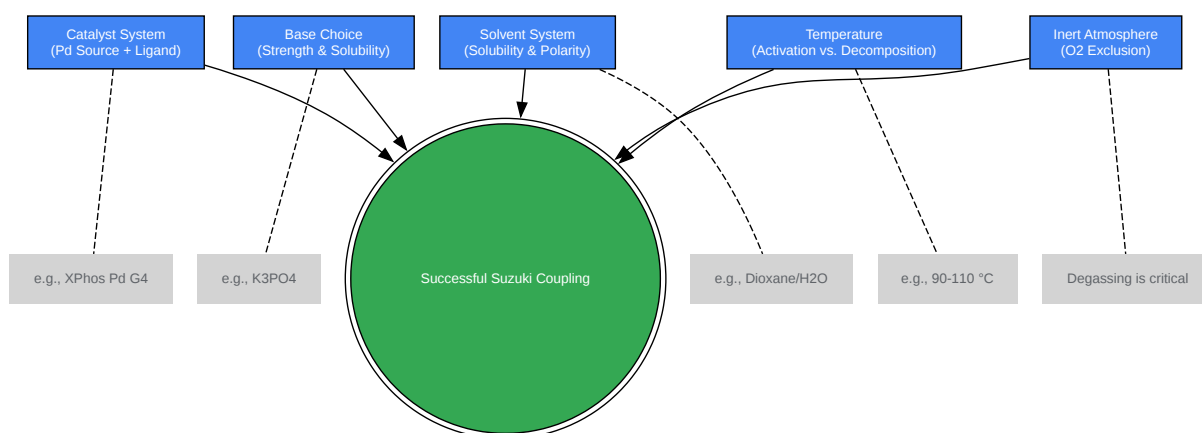 Catalyst System
(Pd Source + Ligand)
Base Choice
(Strength & Solubility)
Solvent System
(Solubility & Polarity)
Temperature
(Activation vs. Decomposition)
Inert Atmosphere
(O2 Exclusion)
e.g., XPhos Pd G4
e.g., K3PO4
Successful Suzuki Coupling
e.g., Dioxane/H2O
e.g., 90-110 °C
Degassing is critical